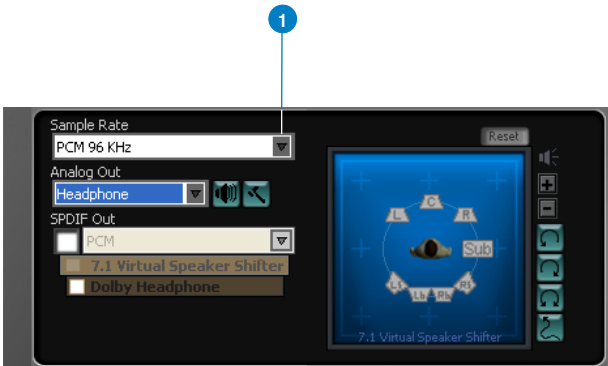 1
Sample Rate
PCM 96 KHz
Reset
Analog Out
Headphone
SPDIF Out
PCM
7.1 Virtual Speaker Shifter
Dolby Headphone
C
L
R
Sub
Ls
Lb
Rb
Rs
7.1 Virtual Speaker Shifter